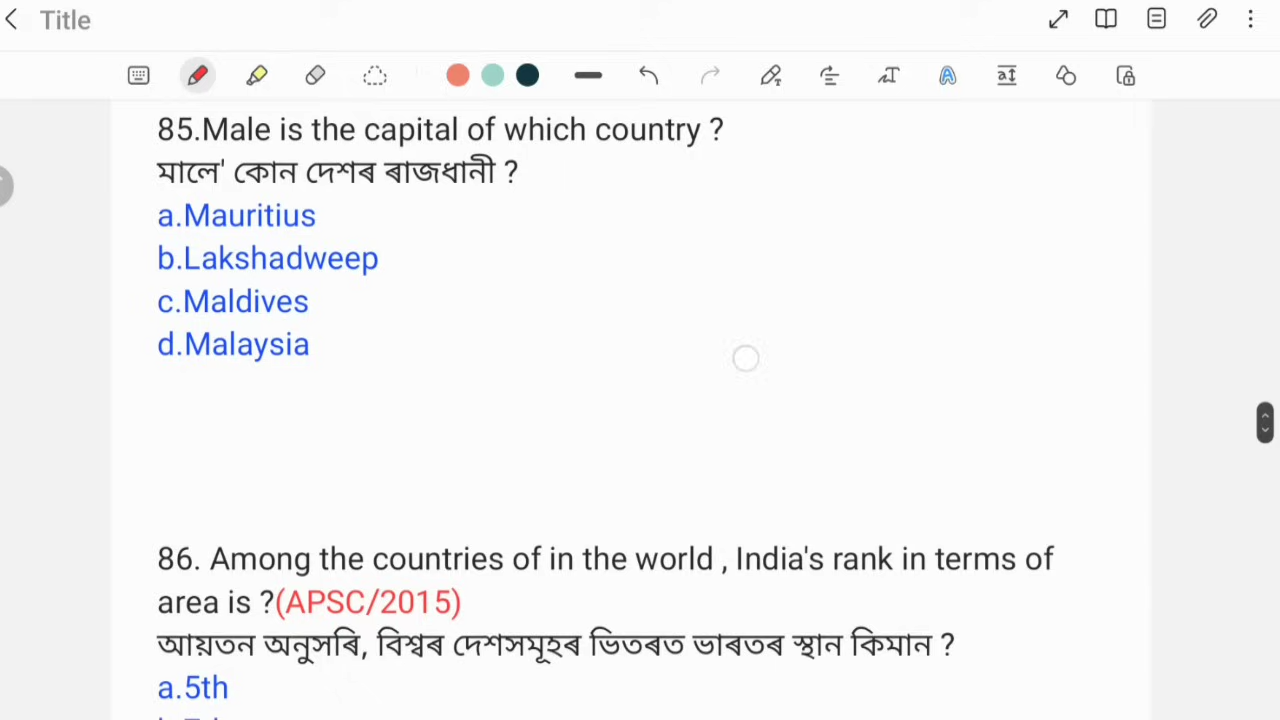 Title
85.Male is the capital of which country ?
মালে' কোন দেশৰ ৰাজধানী ?
a.Mauritius
b.Lakshadweep
c.Maldives
d.Malaysia
86. Among the countries of in the world , India's rank in terms of
area is ?(APSC/2015)
আয়তন অনুসৰি, বিশ্বৰ দেশসমূহৰ ভিতৰত ভাৰতৰ স্থান কিমান ?
a.5th